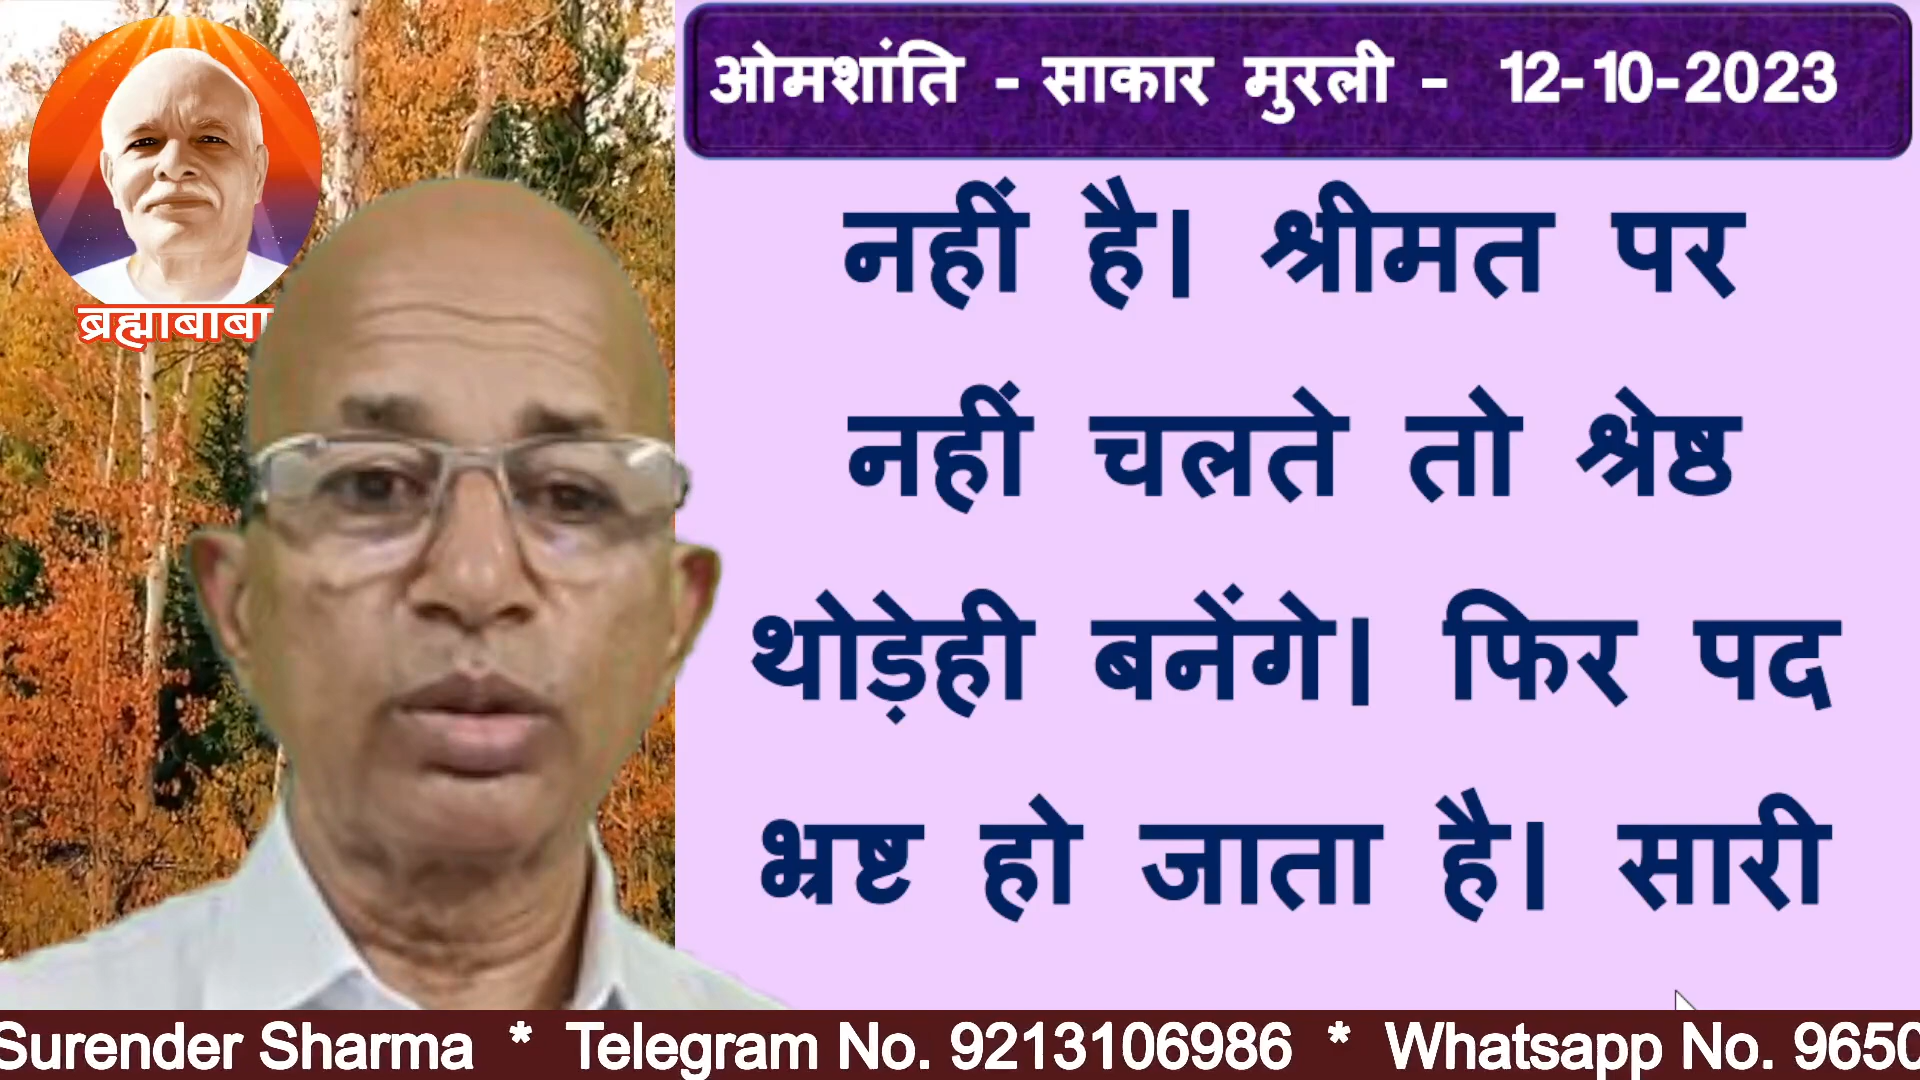 ओमशांति - साकार मुरली - 12-10-2023
ब्रह्माबाबा
नहीं है। श्रीमत पर
नहीं चलते तो श्रेष्ठ
थोड़ेही बनेंगे। फिर पद
भ्रष्ट हो जाता है। सारी
Surender Sharma * Telegram No. 9213106986 * Whatsapp No. 9650